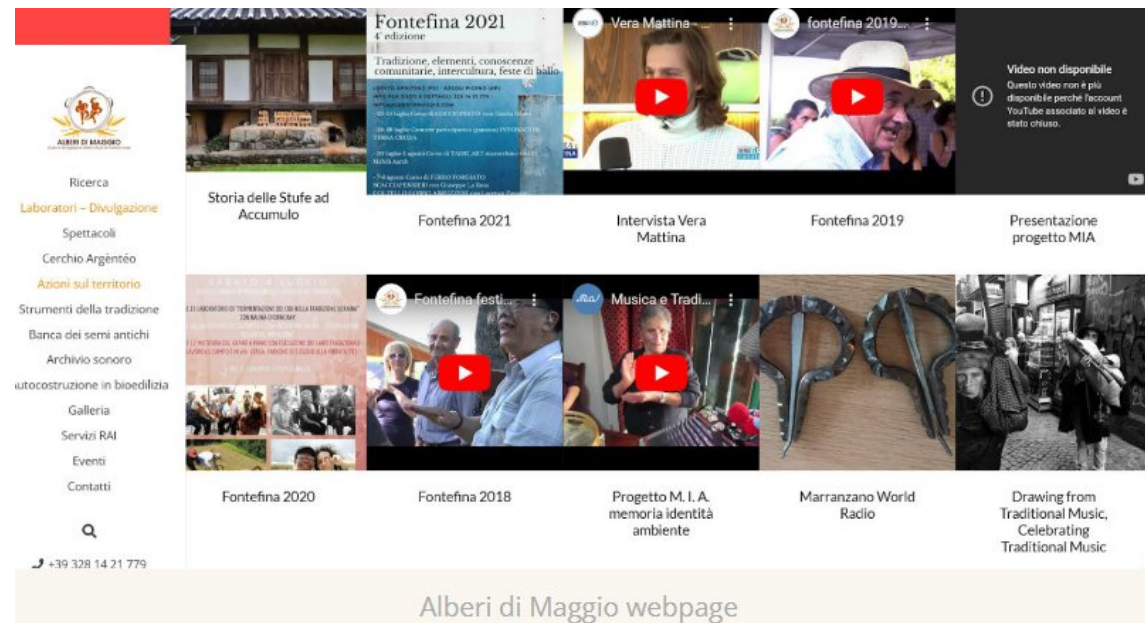 ALBERI DI MAGGIO
Ricerca
Laboratori – Divulgazione
Spettacoli
Cerchio Argèntéo
Azioni sul territorio
Strumenti della tradizione
Banca dei semi antichi
Archivio sonoro
utocostruzione in bioedilizia
Galleria
Servizi RAI
Eventi
Contatti
+39 328 14 21 779
Storia delle Stufe ad
Accumulo
Fontefina 2021
4° edizione
Tradizione, elementi, conoscenze
comunitarie, intercultura, feste di ballo
Fontefina 2021
Vera Mattina - ...
Intervista Vera
Mattina
fontefina 2019...
Fontefina 2019
Video non disponibile
Questo video non è più
disponibile perché l'account
YouTube associato al video è
stato chiuso.
Presentazione
progetto MIA
SABATO 4 LUGLIO
Fontefina 2020
Fontefina festi...
Fontefina 2018
Musica e Tradi...
Progetto M. I. A.
memoria identità
ambiente
Marranzano World
Radio
Drawing from
Traditional Music,
Celebrating
Traditional Music
Alberi di Maggio webpage